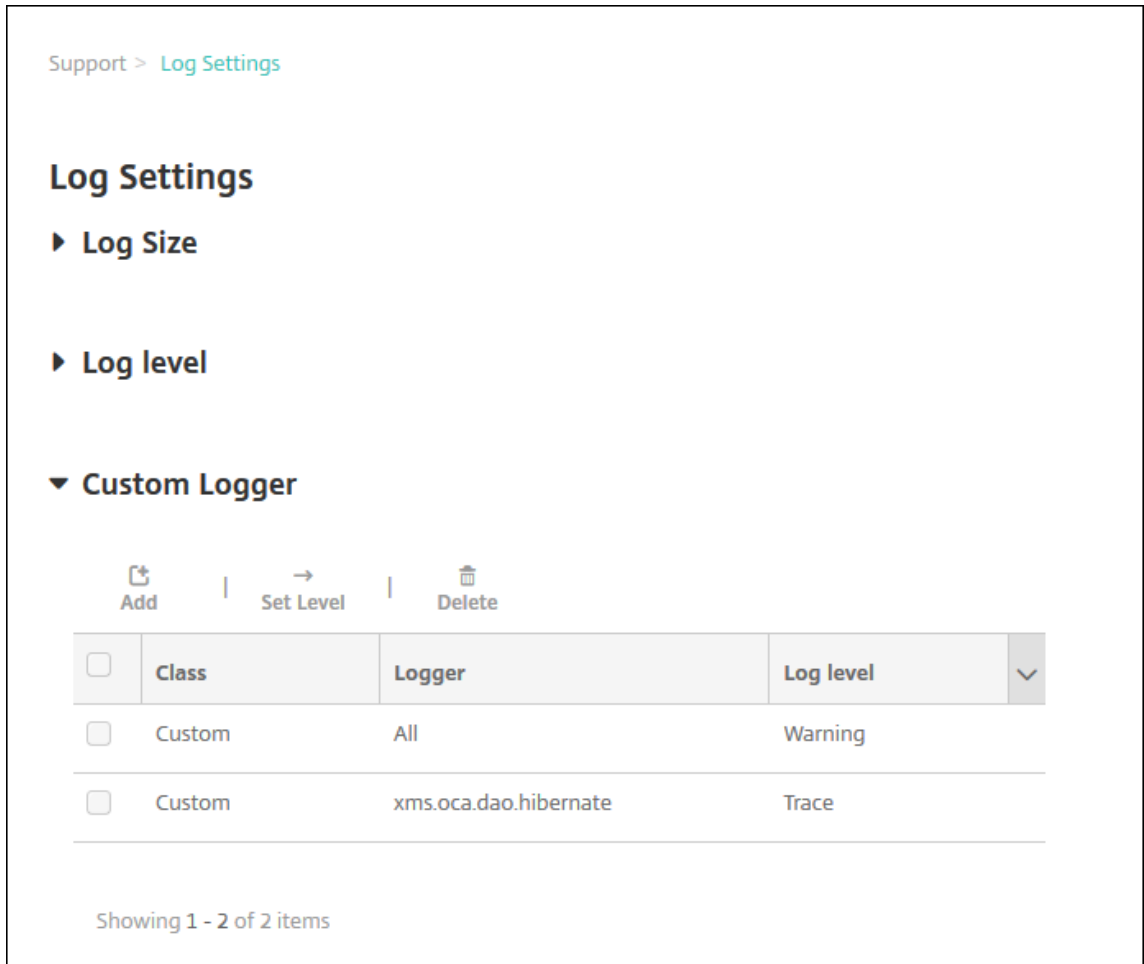 Support > Log Settings
Log Settings
Log Size
Log level
Custom Logger
Add | Set Level | Delete
Class Logger Log level
Custom All Warning
Custom xms.oca.dao.hibernate Trace
Showing 1 - 2 of 2 items